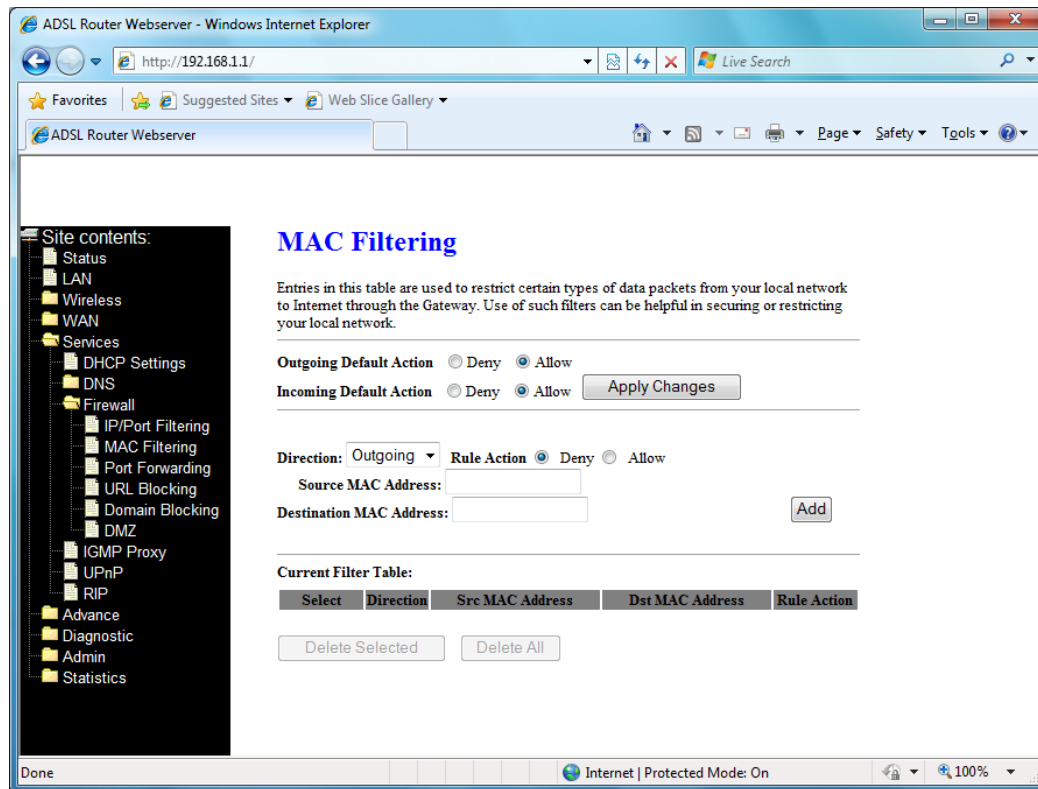 ADSL Router Webserver - Windows Internet Explorer
http://192.168.1.1/
Live Search
Favorites
Suggested Sites
Web Slice Gallery
ADSL Router Webserver
Page
Safety
Tools
Site contents:
Status
LAN
Wireless
WAN
Services
DHCP Settings
DNS
Firewall
IP/Port Filtering
MAC Filtering
Port Forwarding
URL Blocking
Domain Blocking
DMZ
IGMP Proxy
UPnP
RIP
Advance
Diagnostic
Admin
Statistics
MAC Filtering
Entries in this table are used to restrict certain types of data packets from your local network
to Internet through the Gateway. Use of such filters can be helpful in securing or restricting
your local network.
Outgoing Default Action Deny Allow
Incoming Default Action Deny Allow Apply Changes
Direction: Outgoing Rule Action Deny Allow
Source MAC Address:
Destination MAC Address: Add
Current Filter Table:
Select Direction Src MAC Address Dst MAC Address Rule Action
Delete Selected Delete All
Done
Internet | Protected Mode: On
100%